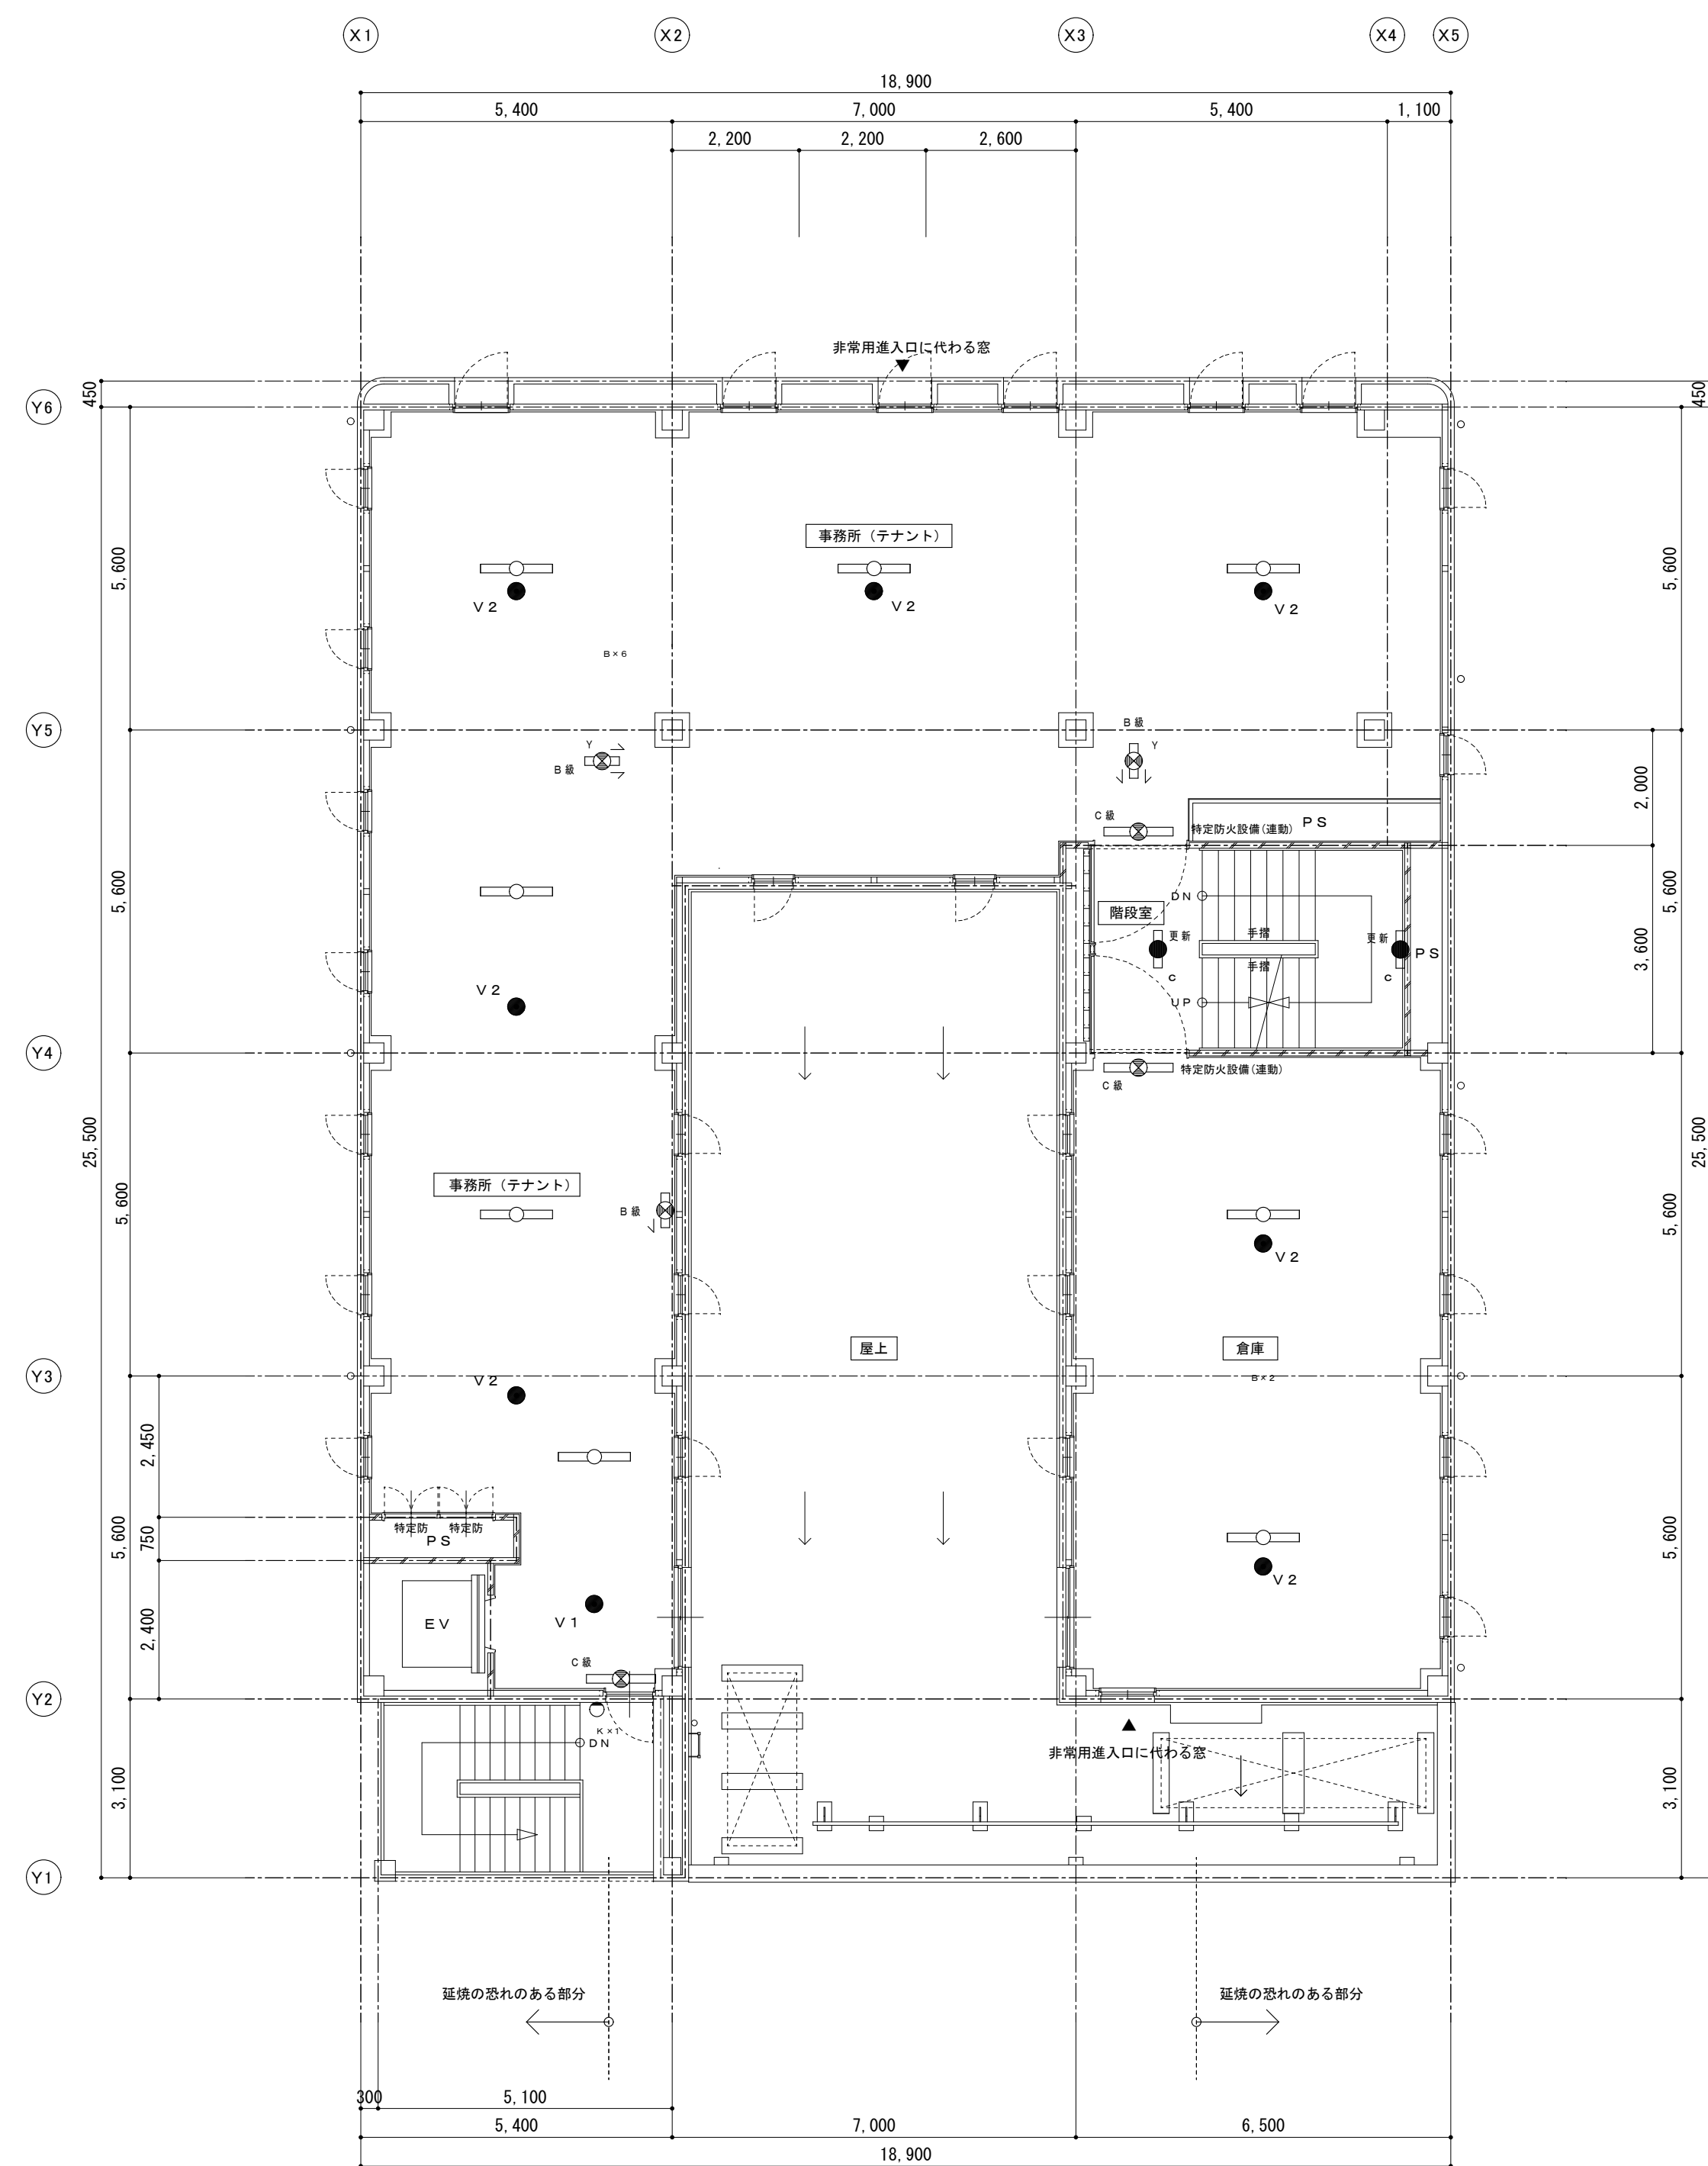 X1 X2 X3 X4 X5
18,900
5,400 7,000 5,400 1,100
2,200 2,200 2,600
非常用進入口に代わる窓
450 450
Y6
事務所（テナント）
5,600 5,600
V2 V2 V2
B×6
Y5
B級
Y Y
B級
2,000
C級
特定防火設備(連動) PS
5,600 5,600
DN
階段室
手摺
更新 更新
PS
手摺
3,600
C C
V2
UP
Y4
特定防火設備(連動)
C級
25,500 25,500
事務所（テナント）
5,600 5,600
B級
V2
屋上 倉庫
Y3
B×2
V2
2,450
特定防 特定防
PS
5,600 750 5,600
V2
EV V1
2,400
C級
Y2
K×1
DN
非常用進入口に代わる窓
3,100 3,100
Y1
延焼の恐れのある部分 延焼の恐れのある部分
300 5,100
5,400 7,000 6,500
18,900